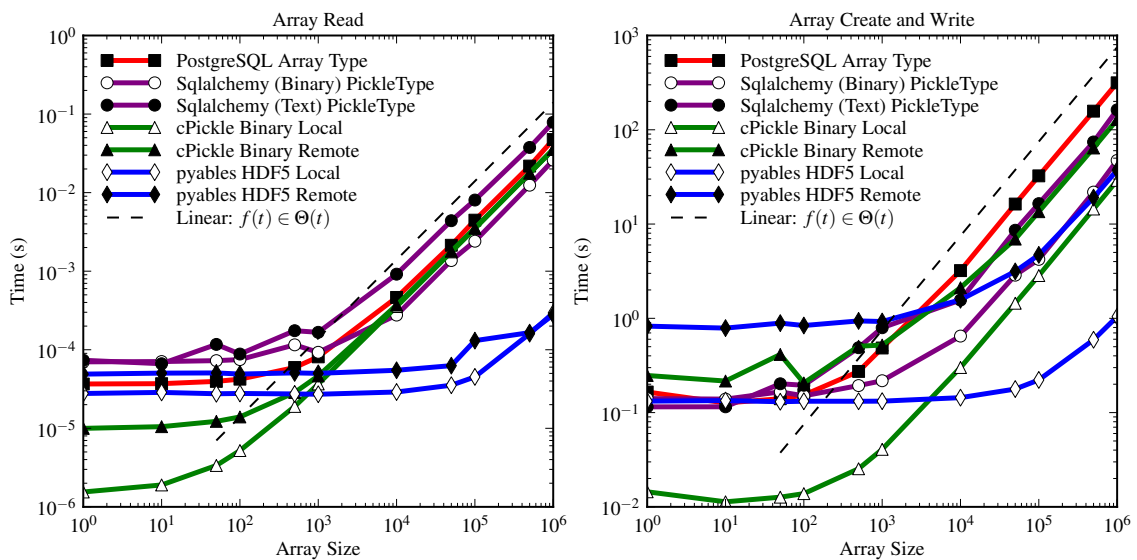 Array Read
Time (s)
10^0
10^-1
10^-2
10^-3
10^-4
10^-5
10^-6
PostgreSQL Array Type
Sqlalchemy (Binary) PickleType
Sqlalchemy (Text) PickleType
cPickle Binary Local
cPickle Binary Remote
pyables HDF5 Local
pyables HDF5 Remote
Linear: f(t) ∈ Θ(t)
10^0 10^1 10^2 10^3 10^4 10^5 10^6
Array Size
Array Create and Write
Time (s)
10^3
10^2
10^1
10^0
10^-1
10^-2
PostgreSQL Array Type
Sqlalchemy (Binary) PickleType
Sqlalchemy (Text) PickleType
cPickle Binary Local
cPickle Binary Remote
pyables HDF5 Local
pyables HDF5 Remote
Linear: f(t) ∈ Θ(t)
10^0 10^1 10^2 10^3 10^4 10^5 10^6
Array Size